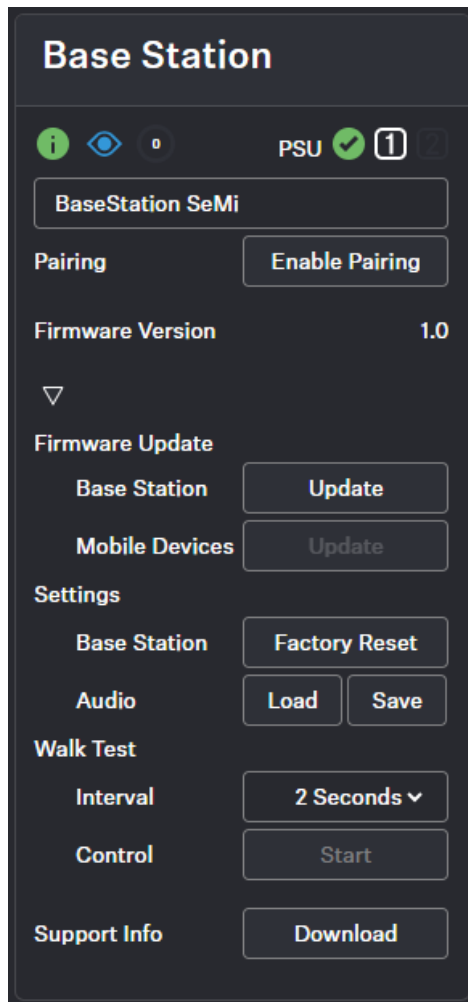 Base Station
i 0 PSU 1 2
BaseStation SeMi
Pairing Enable Pairing
Firmware Version 1.0
Firmware Update
Base Station Update
Mobile Devices Update
Settings
Base Station Factory Reset
Audio Load Save
Walk Test
Interval 2 Seconds
Control Start
Support Info Download